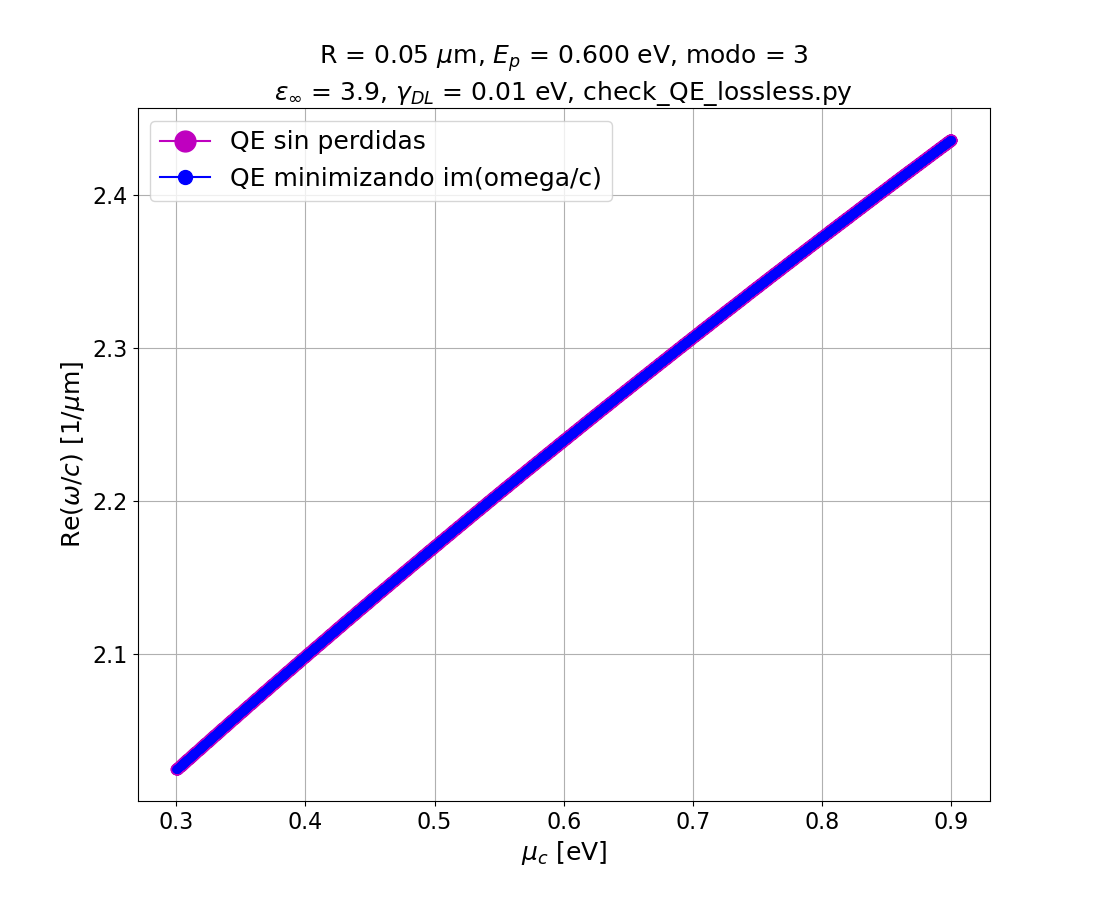 R = 0.05 μm, E_p = 0.600 eV, modo = 3
ε_∞ = 3.9, γ_DL = 0.01 eV, check_QE_lossless.py
QE sin perdidas
QE minimizando im(omega/c)
Re(ω/c) [1/μm]
2.4
2.3
2.2
2.1
0.3 0.4 0.5 0.6 0.7 0.8 0.9
μ_c [eV]